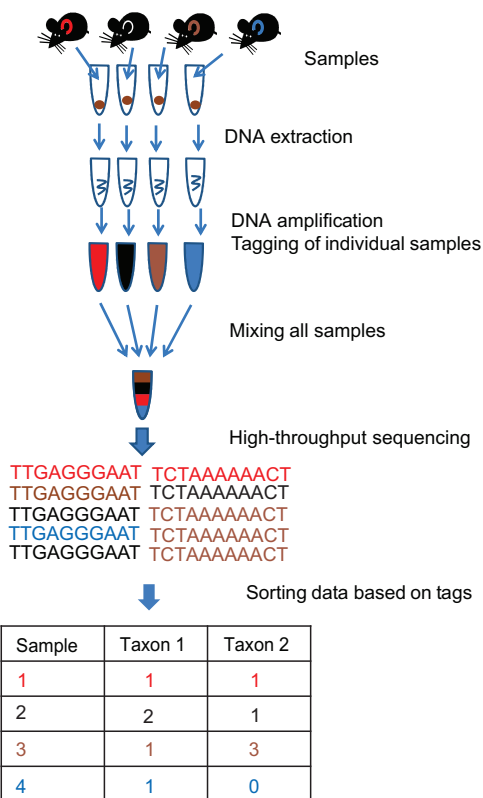 Samples
DNA extraction
DNA amplification
Tagging of individual samples
Mixing all samples
High-throughput sequencing
TTGAGGGAAT TCTAAAAAACT
TTGAGGGAAT TCTAAAAAACT
TTGAGGGAAT TCTAAAAAACT
TTGAGGGAAT TCTAAAAAACT
TTGAGGGAAT TCTAAAAAACT
Sorting data based on tags
Sample Taxon 1 Taxon 2
1 1 1
2 2 1
3 1 3
4 1 0